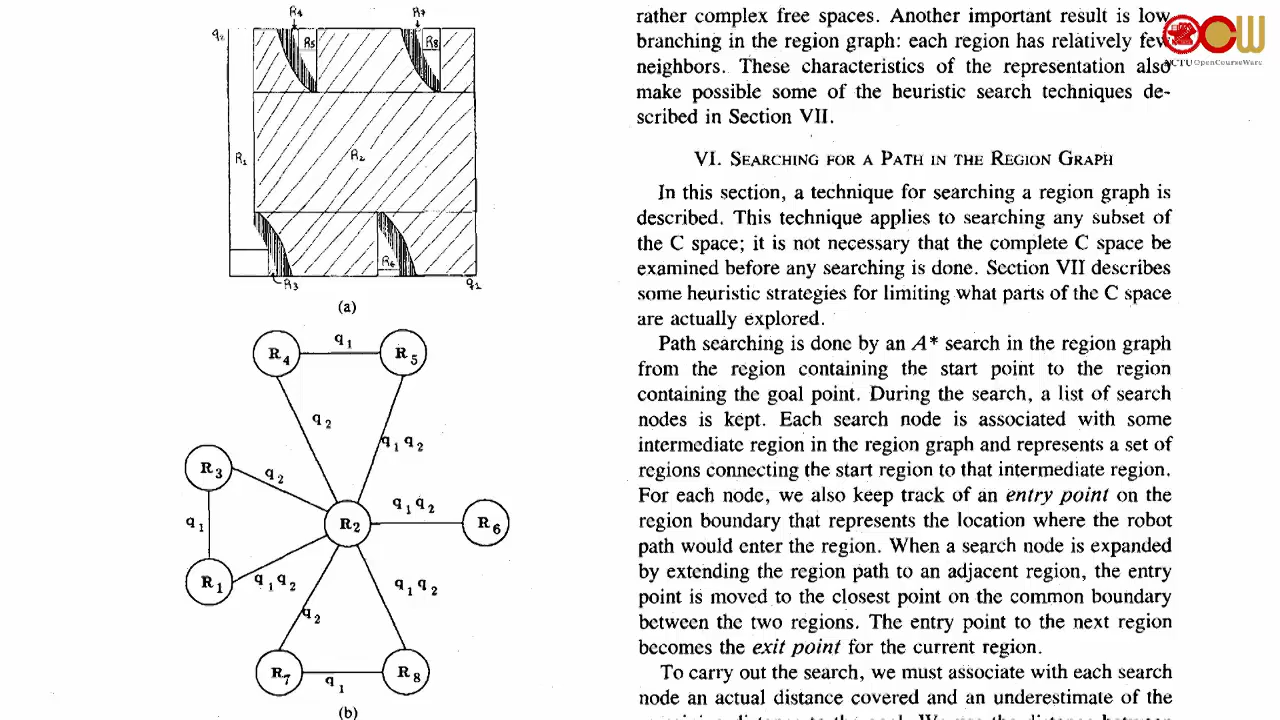 R4
R7
q2
R5
R8
R1
R2
R6
R3
q1
(a)
R4
q1
R5
q2
q1 q2
R3
q2
q1
R2
q1 q2
R6
R1
q1 q2
q1 q2
q2
R7
q1
R8
(b)
rather complex free spaces. Another important result is low
branching in the region graph: each region has relatively few
neighbors. These characteristics of the representation also
make possible some of the heuristic search techniques de-
scribed in Section VII.
VI. SEARCHING FOR A PATH IN THE REGION GRAPH
In this section, a technique for searching a region graph is
described. This technique applies to searching any subset of
the C space; it is not necessary that the complete C space be
examined before any searching is done. Section VII describes
some heuristic strategies for limiting what parts of the C space
are actually explored.
Path searching is done by an A* search in the region graph
from the region containing the start point to the region
containing the goal point. During the search, a list of search
nodes is kept. Each search node is associated with some
intermediate region in the region graph and represents a set of
regions connecting the start region to that intermediate region.
For each node, we also keep track of an entry point on the
region boundary that represents the location where the robot
path would enter the region. When a search node is expanded
by extending the region path to an adjacent region, the entry
point is moved to the closest point on the common boundary
between the two regions. The entry point to the next region
becomes the exit point for the current region.
To carry out the search, we must associate with each search
node an actual distance covered and an underestimate of the
OCW
NCTU OpenCourseWare